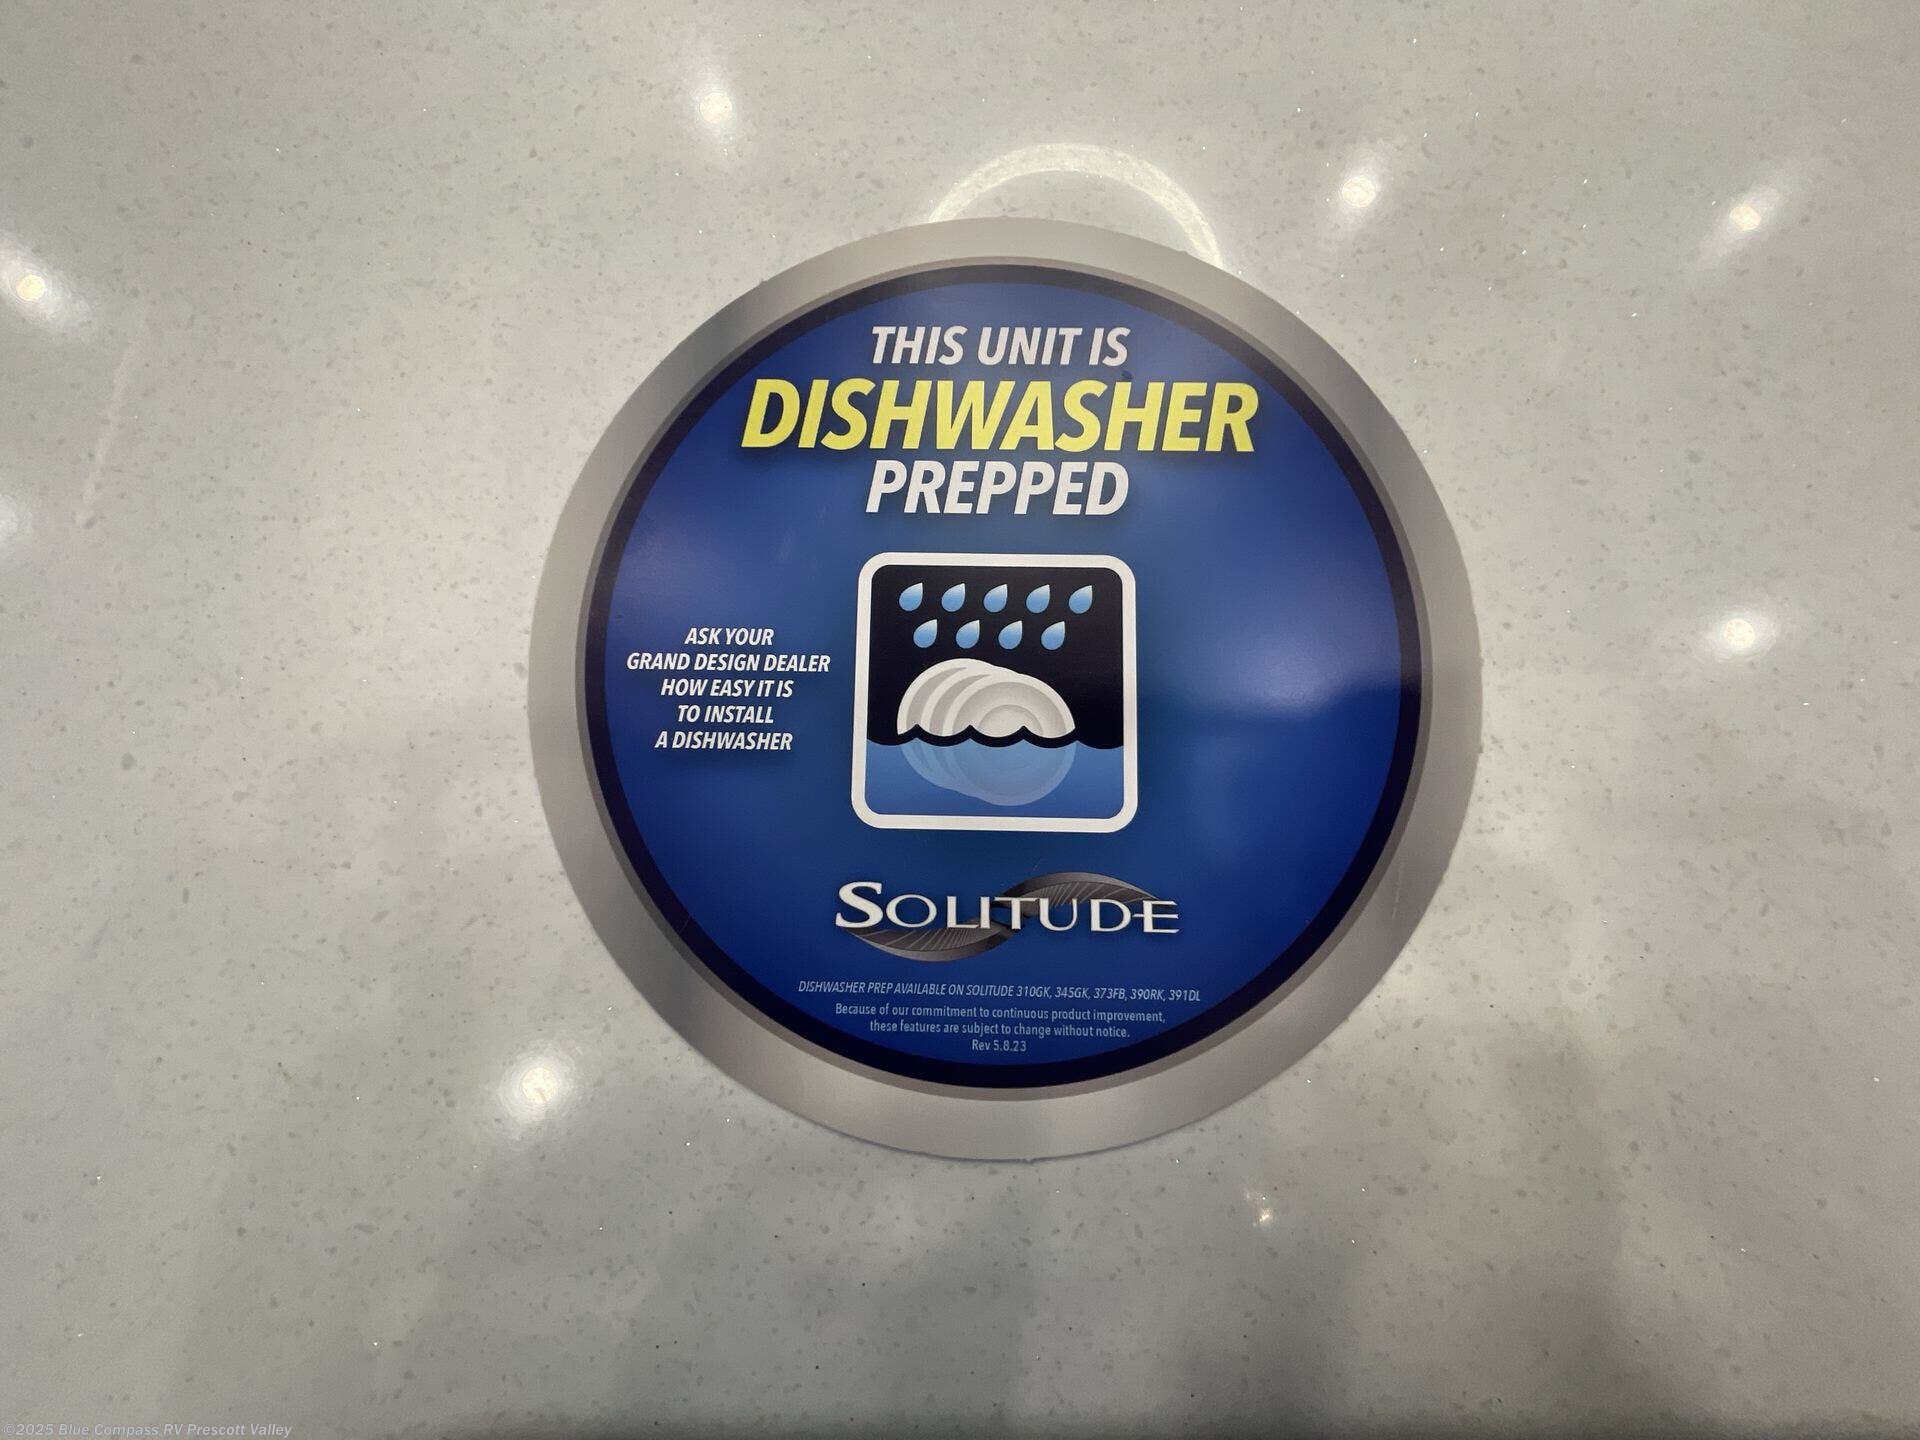 THIS UNIT IS
DISHWASHER
PREPPED
ASK YOUR
GRAND DESIGN DEALER
HOW EASY IT IS
TO INSTALL
A DISHWASHER
SOLITUDE
DISHWASHER PREP AVAILABLE ON SOLITUDE 310GK, 345GK, 373FB, 390RK, 391DL
Because of our commitment to continuous product improvement,
these features are subject to change without notice.
Rev 5.8.23
©2025 Blue Compass RV Prescott Valley